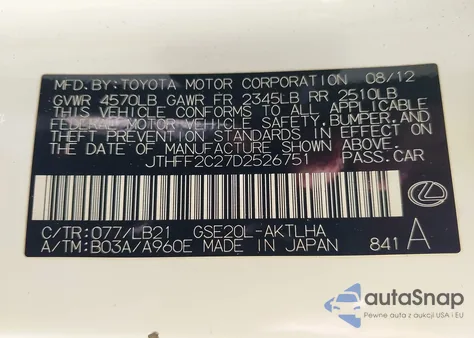 MFD.BY:TOYOTA MOTOR CORPORATION 08/12
GVWR 4570LB GAWR FR 2345LB RR 2510LB
THIS VEHICLE CONFORMS TO ALL APPLICABLE
FEDERAL MOTOR VEHICLE SAFETY,BUMPER,AND
THEFT PREVENTION STANDARDS IN EFFECT ON
THE DATE OF MANUFACTURE SHOWN ABOVE.
JTHFF2C27D2526751 PASS.CAR
C/TR:077/LB21 GSE20L-AKTLHA
A/TM:B03A/A960E MADE IN JAPAN 841 A
autoSnap
Pewne auta z aukcji USA i EU